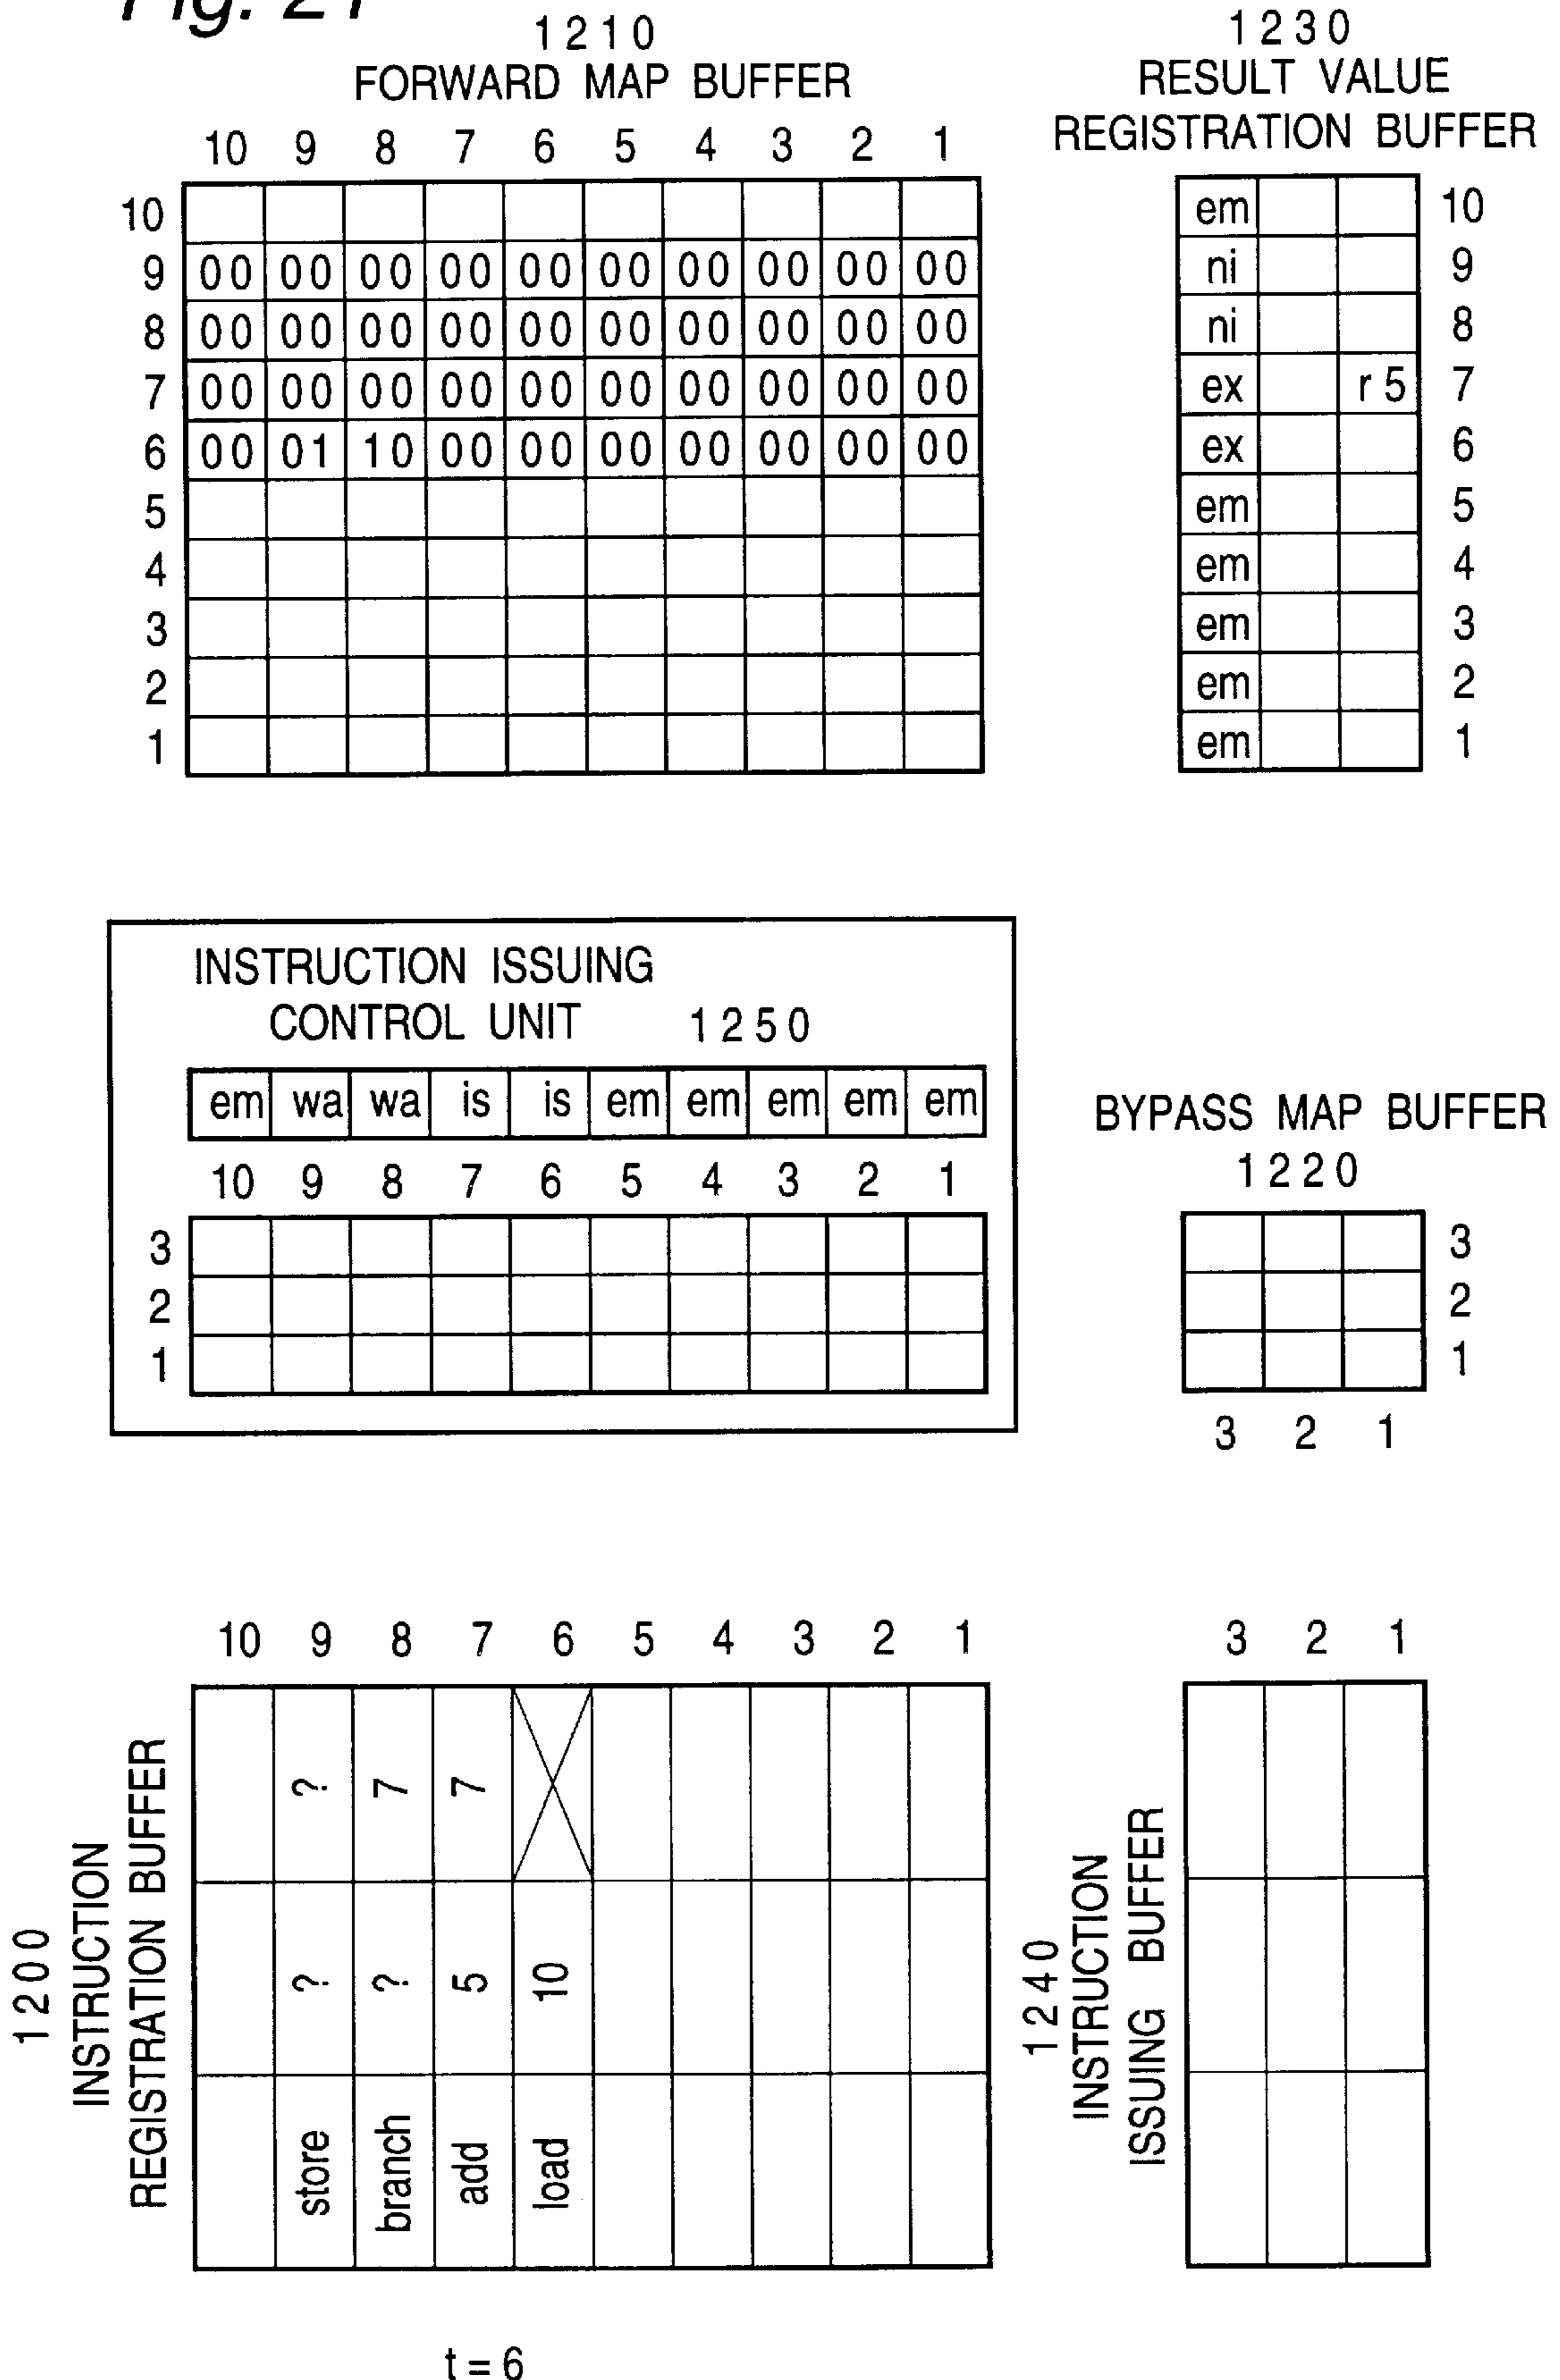 Fig. 21
1210
FORWARD MAP BUFFER
10 9 8 7 6 5 4 3 2 1
10
9 00 00 00 00 00 00 00 00 00 00
8 00 00 00 00 00 00 00 00 00 00
7 00 00 00 00 00 00 00 00 00 00
6 00 01 10 00 00 00 00 00 00 00
5
4
3
2
1
1230
RESULT VALUE
REGISTRATION BUFFER
em 10
ni 9
ni 8
ex r5 7
ex 6
em 5
em 4
em 3
em 2
em 1
INSTRUCTION ISSUING
CONTROL UNIT 1250
em wa wa is is em em em em em
10 9 8 7 6 5 4 3 2 1
3
2
1
BYPASS MAP BUFFER
1220
3
2
1
3 2 1
1200
INSTRUCTION
REGISTRATION BUFFER
10 9 8 7 6 5 4 3 2 1
? 7 7
? ? 5 10
store branch add load
1240
INSTRUCTION
ISSUING BUFFER
3 2 1
t=6